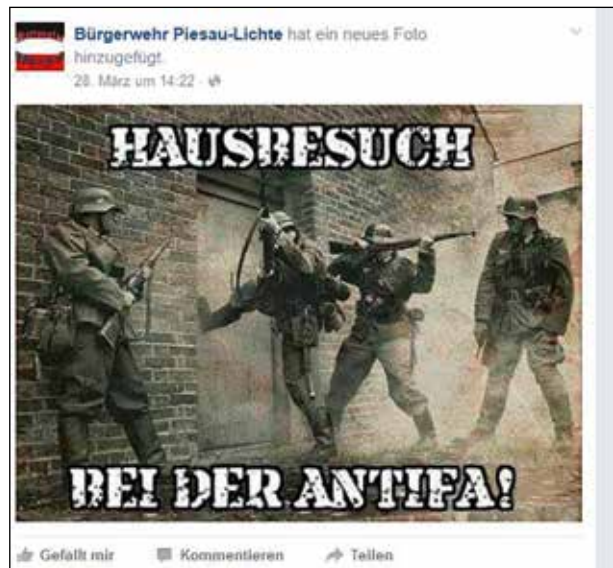 Bürgerwehr Piesau-Lichte hat ein neues Foto
hinzugefügt.
28. März um 14:22
HAUSBESUCH
BEI DER ANTIFA!
Gefällt mir Kommentieren Teilen